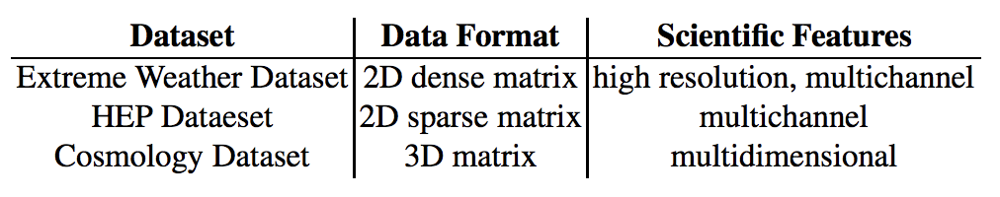 Dataset Data Format Scientific Features
Extreme Weather Dataset 2D dense matrix high resolution, multichannel
HEP Dataeset 2D sparse matrix multichannel
Cosmology Dataset 3D matrix multidimensional